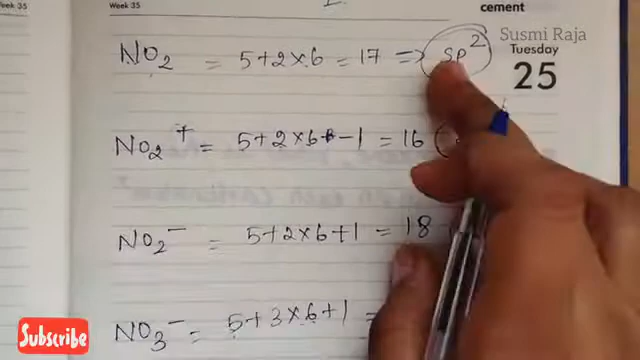 Week 35
35
cement
Susmi Raja
Tuesday
25
NO₂ = 5+2×6 = 17 ⇒ sp²
NO₂⁺ = 5+2×6-1 = 16
NO₂⁻ = 5+2×6+1 = 18
NO₃⁻ = 5+3×6+1 =
Subscribe